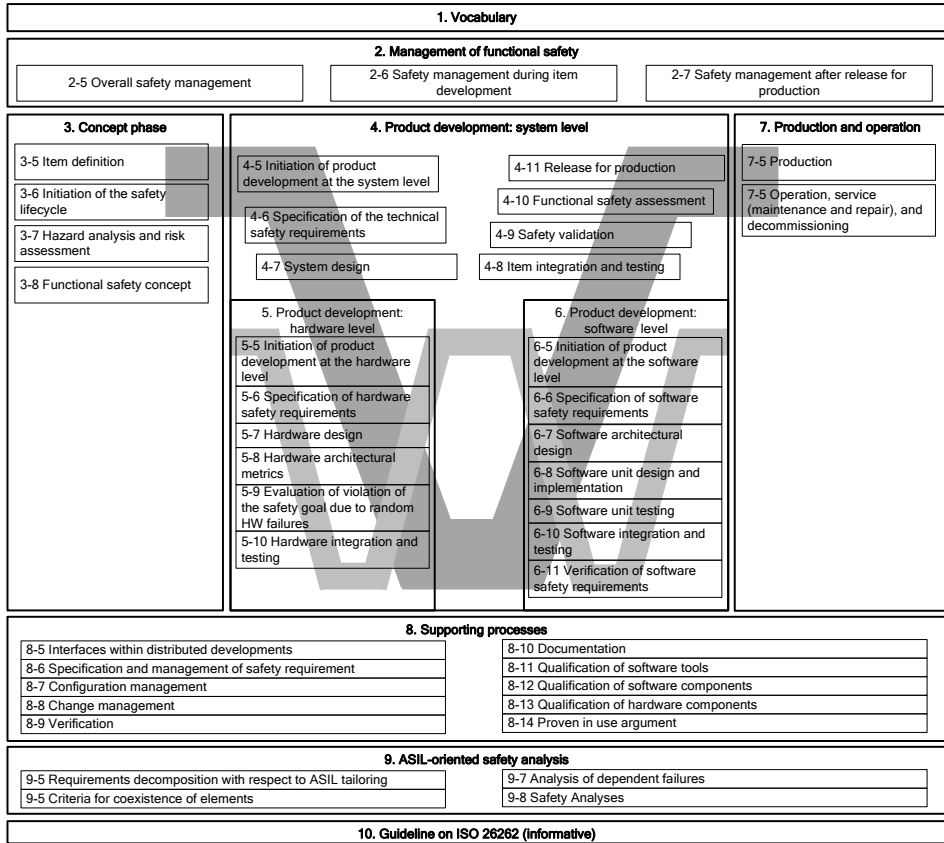 1. Vocabulary
2. Management of functional safety
2-5 Overall safety management
2-6 Safety management during item
development
2-7 Safety management after release for
production
3. Concept phase
3-5 Item definition
3-6 Initiation of the safety
lifecycle
3-7 Hazard analysis and risk
assessment
3-8 Functional safety concept
4. Product development: system level
4-5 Initiation of product
development at the system level
4-6 Specification of the technical
safety requirements
4-7 System design
4-11 Release for production
4-10 Functional safety assessment
4-9 Safety validation
4-8 Item integration and testing
5. Product development:
hardware level
5-5 Initiation of product
development at the hardware
level
5-6 Specification of hardware
safety requirements
5-7 Hardware design
5-8 Hardware architectural
metrics
5-9 Evaluation of violation of
the safety goal due to random
HW failures
5-10 Hardware integration and
testing
6. Product development:
software level
6-5 Initiation of product
development at the software
level
6-6 Specification of software
safety requirements
6-7 Software architectural
design
6-8 Software unit design and
implementation
6-9 Software unit testing
6-10 Software integration and
testing
6-11 Verification of software
safety requirements
7. Production and operation
7-5 Production
7-5 Operation, service
(maintenance and repair), and
decommissioning
8. Supporting processes
8-5 Interfaces within distributed developments
8-6 Specification and management of safety requirement
8-7 Configuration management
8-8 Change management
8-9 Verification
8-10 Documentation
8-11 Qualification of software tools
8-12 Qualification of software components
8-13 Qualification of hardware components
8-14 Proven in use argument
9. ASIL-oriented safety analysis
9-5 Requirements decomposition with respect to ASIL tailoring
9-5 Criteria for coexistence of elements
9-7 Analysis of dependent failures
9-8 Safety Analyses
10. Guideline on ISO 26262 (informative)